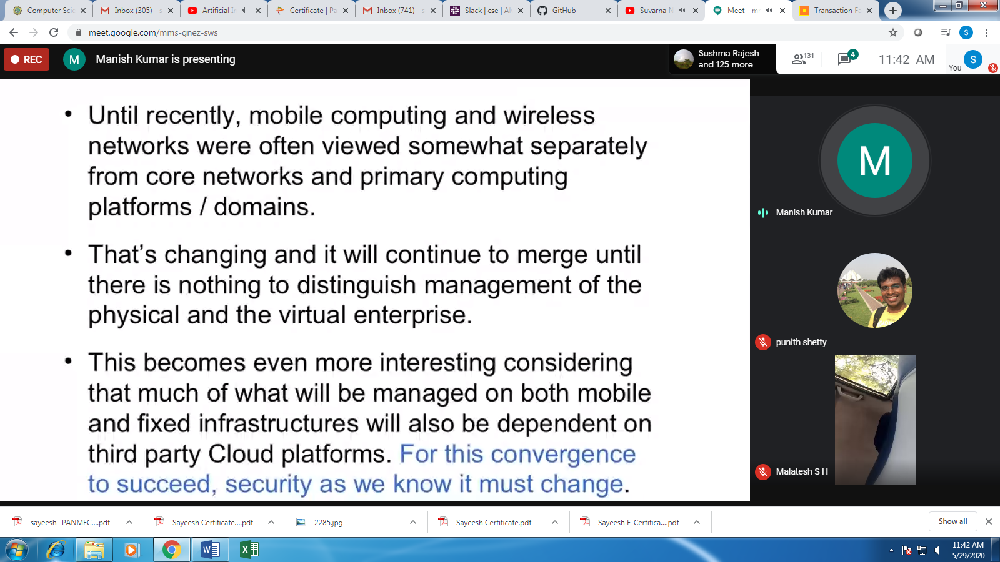 Computer Scie
Inbox (305) - s
Artificial I
Certificate | Pa
Inbox (741) - s
Slack | cse | A
GitHub
Suvarna N
Meet - m
Transaction Fa
meet.google.com/mms-gnez-sws
S
REC
M
Manish Kumar is presenting
Sushma Rajesh
and 125 more
131
4
11:42 AM
You
S
• Until recently, mobile computing and wireless
networks were often viewed somewhat separately
from core networks and primary computing
platforms / domains.
• That's changing and it will continue to merge until
there is nothing to distinguish management of the
physical and the virtual enterprise.
• This becomes even more interesting considering
that much of what will be managed on both mobile
and fixed infrastructures will also be dependent on
third party Cloud platforms. For this convergence
to succeed, security as we know it must change.
M
Manish Kumar
punith shetty
Malatesh S H
sayeesh _PANMEC....pdf
Sayeesh Certificate....pdf
2285.jpg
Sayeesh Certificate.pdf
Sayeesh E-Certifica....pdf
Show all
11:42 AM
5/29/2020